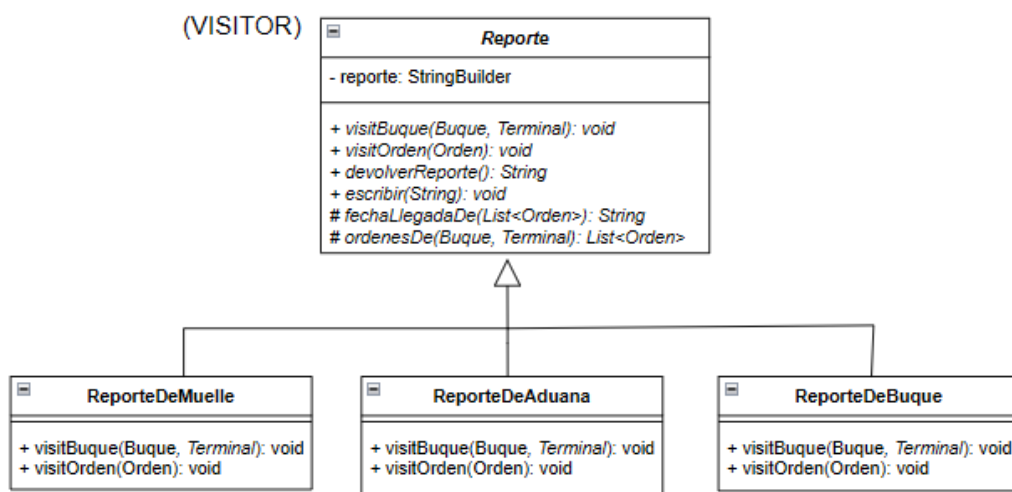 (VISITOR)
Reporte
- reporte: StringBuilder
+ visitBuque(Buque, Terminal): void
+ visitOrden(Orden): void
+ devolverReporte(): String
+ escribir(String): void
# fechaLlegadaDe(List<Orden>): String
# ordenesDe(Buque, Terminal): List<Orden>
ReporteDeMuelle
+ visitBuque(Buque, Terminal): void
+ visitOrden(Orden): void
ReporteDeAduana
+ visitBuque(Buque, Terminal): void
+ visitOrden(Orden): void
ReporteDeBuque
+ visitBuque(Buque, Terminal): void
+ visitOrden(Orden): void